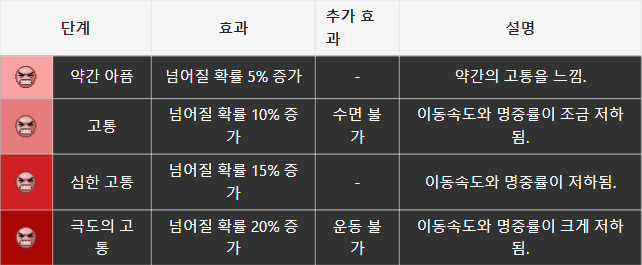 단계 효과 추가 효과 설명
약간 아픔 넘어질 확률 5% 증가 - 약간의 고통을 느낌.
고통 넘어질 확률 10% 증가 수면 불가 이동속도와 명중률이 조금 저하됨.
심한 고통 넘어질 확률 15% 증가 - 이동속도와 명중률이 저하됨.
극도의 고통 넘어질 확률 20% 증가 운동 불가 이동속도와 명중률이 크게 저하됨.